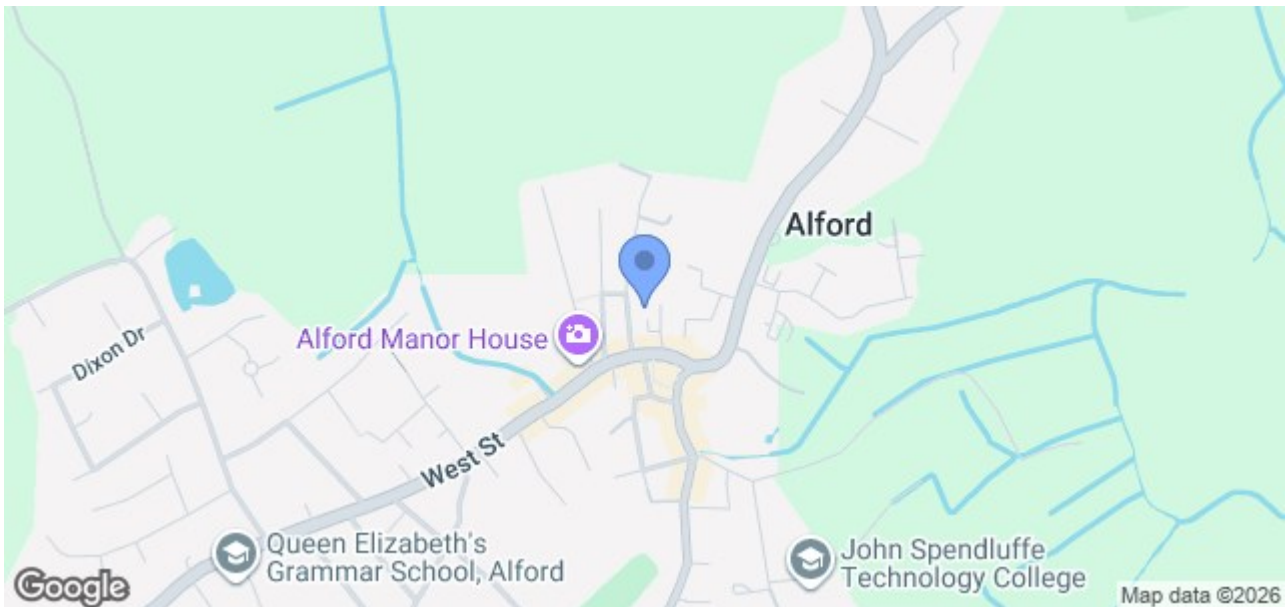 Alford
Alford Manor House
Dixon Dr
West St
Queen Elizabeth's
Grammar School, Alford
John Spendluffe
Technology College
Google
Map data ©2026